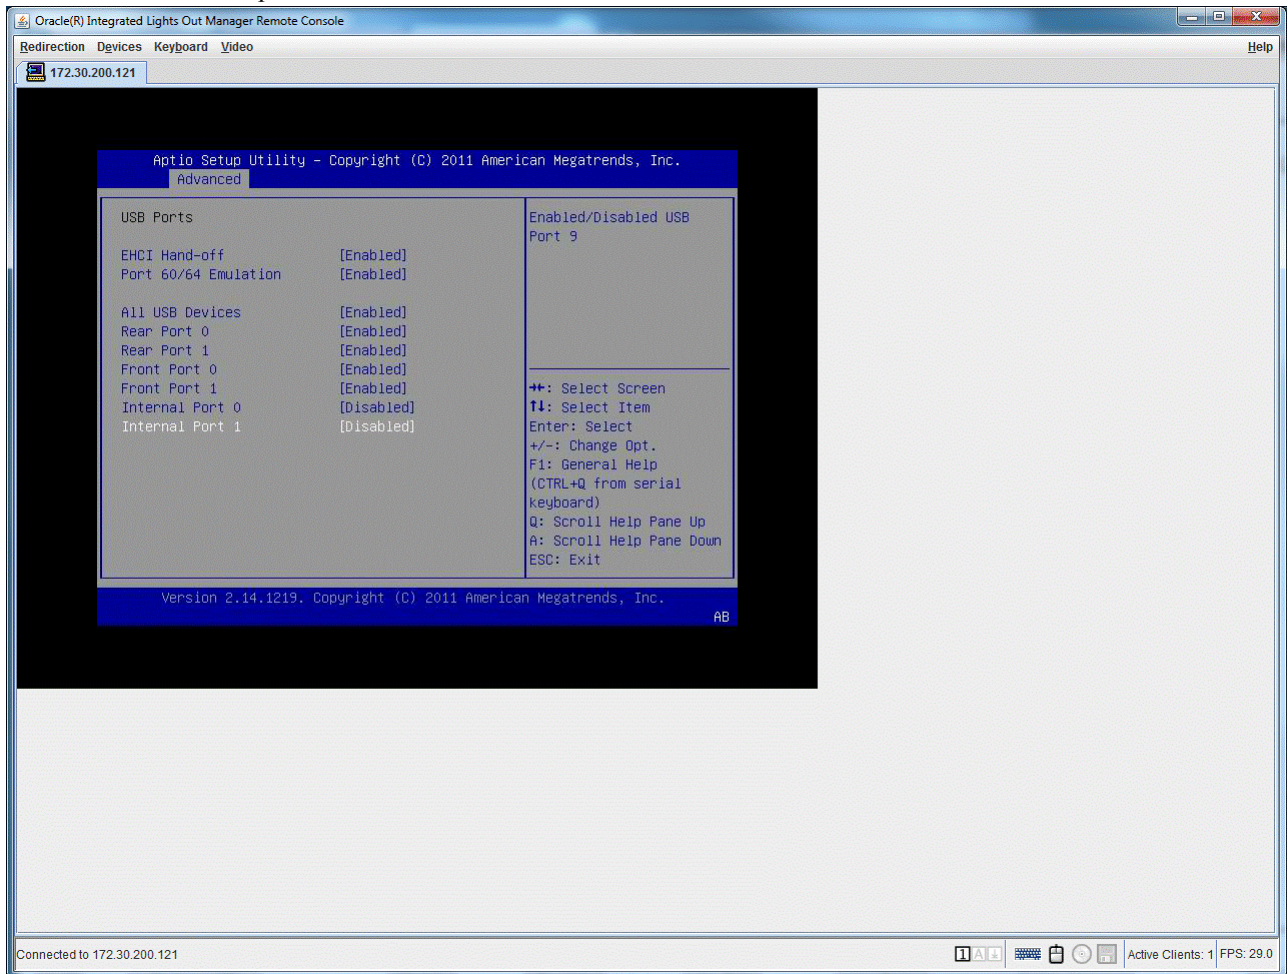 Oracle(R) Integrated Lights Out Manager Remote Console
Redirection Devices Keyboard Video Help
172.30.200.121
Aptio Setup Utility - Copyright (C) 2011 American Megatrends, Inc.
Advanced
USB Ports
EHCI Hand-off [Enabled]
Port 60/64 Emulation [Enabled]
All USB Devices [Enabled]
Rear Port 0 [Enabled]
Rear Port 1 [Enabled]
Front Port 0 [Enabled]
Front Port 1 [Enabled]
Internal Port 0 [Disabled]
Internal Port 1 [Disabled]
Enabled/Disabled USB
Port 9
→←: Select Screen
↑↓: Select Item
Enter: Select
+/-: Change Opt.
F1: General Help
(CTRL+Q from serial
keyboard)
Q: Scroll Help Pane Up
A: Scroll Help Pane Down
ESC: Exit
Version 2.14.1219. Copyright (C) 2011 American Megatrends, Inc.
AB
Connected to 172.30.200.121 1 A Active Clients: 1 FPS: 29.0